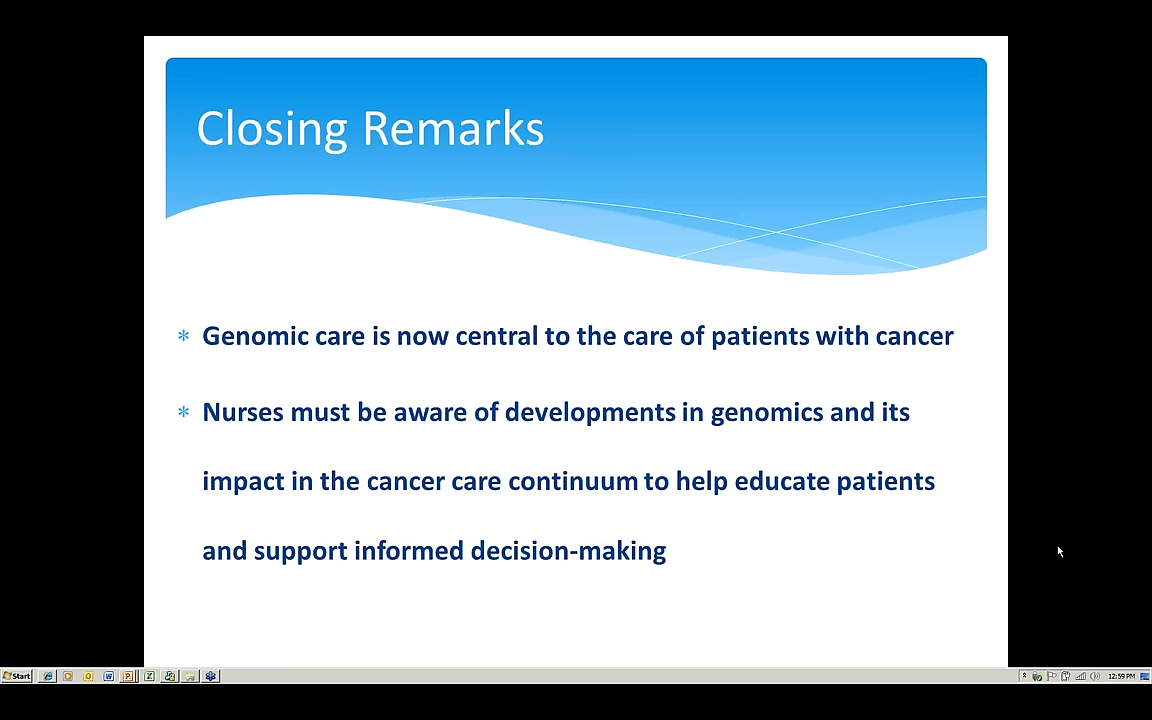 Closing Remarks
* Genomic care is now central to the care of patients with cancer
* Nurses must be aware of developments in genomics and its
impact in the cancer care continuum to help educate patients
and support informed decision-making
Start
12:59 PM